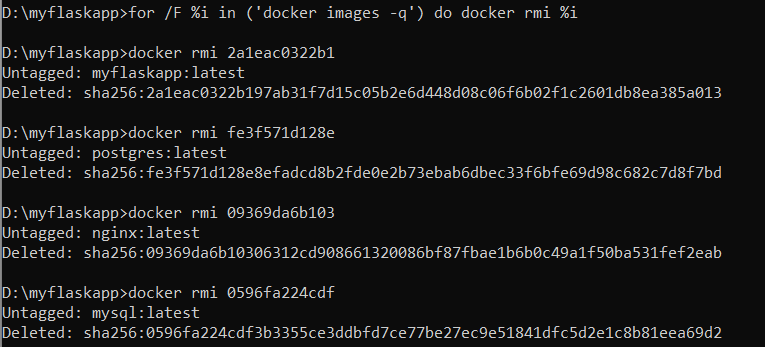 D:\myflaskapp>for /F %i in ('docker images -q') do docker rmi %i
D:\myflaskapp>docker rmi 2a1eac0322b1
Untagged: myflaskapp:latest
Deleted: sha256:2a1eac0322b197ab31f7d15c05b2e6d448d08c06f6b02f1c2601db8ea385a013
D:\myflaskapp>docker rmi fe3f571d128e
Untagged: postgres:latest
Deleted: sha256:fe3f571d128e8efadcd8b2fde0e2b73ebab6dbec33f6bfe69d98c682c7d8f7bd
D:\myflaskapp>docker rmi 09369da6b103
Untagged: nginx:latest
Deleted: sha256:09369da6b10306312cd908661320086bf87fbae1b6b0c49a1f50ba531fef2eab
D:\myflaskapp>docker rmi 0596fa224cdf
Untagged: mysql:latest
Deleted: sha256:0596fa224cdf3b3355ce3ddbfd7ce77be27ec9e51841dfc5d2e1c8b81eea69d2